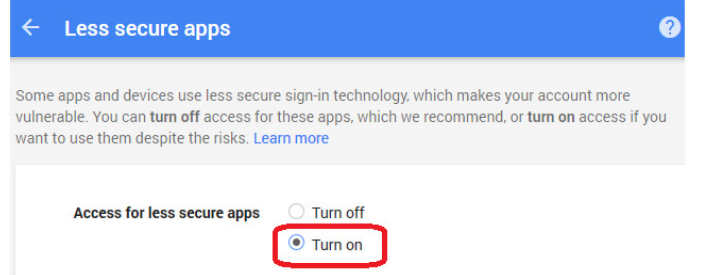 Less secure apps
Some apps and devices use less secure sign-in technology, which makes your account more
vulnerable. You can turn off access for these apps, which we recommend, or turn on access if you
want to use them despite the risks. Learn more
Access for less secure apps
Turn off
Turn on